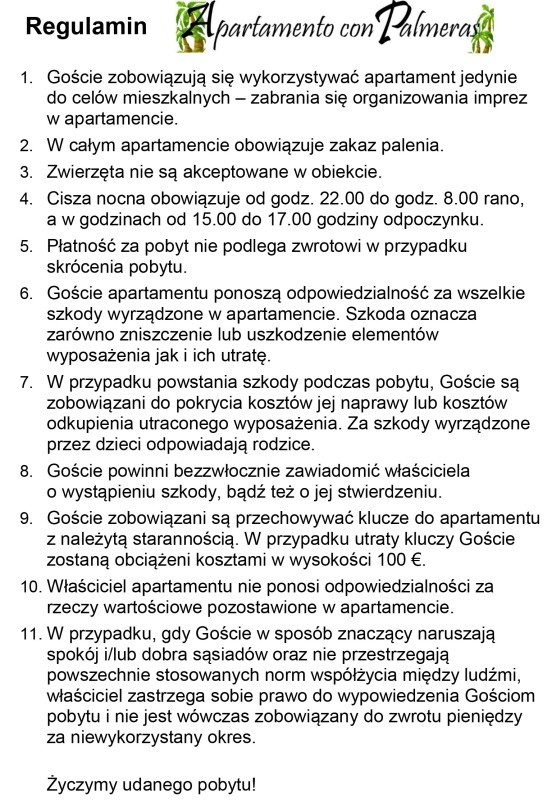 Regulamin Apartamento con Palmeras
1. Goście zobowiązują się wykorzystywać apartament jedynie
do celów mieszkalnych – zabrania się organizowania imprez
w apartamencie.
2. W całym apartamencie obowiązuje zakaz palenia.
3. Zwierzęta nie są akceptowane w obiekcie.
4. Cisza nocna obowiązuje od godz. 22.00 do godz. 8.00 rano,
a w godzinach od 15.00 do 17.00 godziny odpoczynku.
5. Płatność za pobyt nie podlega zwrotowi w przypadku
skrócenia pobytu.
6. Goście apartamentu ponoszą odpowiedzialność za wszelkie
szkody wyrządzone w apartamencie. Szkoda oznacza
zarówno zniszczenie lub uszkodzenie elementów
wyposażenia jak i ich utratę.
7. W przypadku powstania szkody podczas pobytu, Goście są
zobowiązani do pokrycia kosztów jej naprawy lub kosztów
odkupienia utraconego wyposażenia. Za szkody wyrządzone
przez dzieci odpowiadają rodzice.
8. Goście powinni bezzwłocznie zawiadomić właściciela
o wystąpieniu szkody, bądź też o jej stwierdzeniu.
9. Goście zobowiązani są przechowywać klucze do apartamentu
z należytą starannością. W przypadku utraty kluczy Goście
zostaną obciążeni kosztami w wysokości 100 €.
10. Właściciel apartamentu nie ponosi odpowiedzialności za
rzeczy wartościowe pozostawione w apartamencie.
11. W przypadku, gdy Goście w sposób znaczący naruszają
spokój i/lub dobra sąsiadów oraz nie przestrzegają
powszechnie stosowanych norm współżycia między ludźmi,
właściciel zastrzega sobie prawo do wypowiedzenia Gościom
pobytu i nie jest wówczas zobowiązany do zwrotu pieniędzy
za niewykorzystany okres.
Życzymy udanego pobytu!